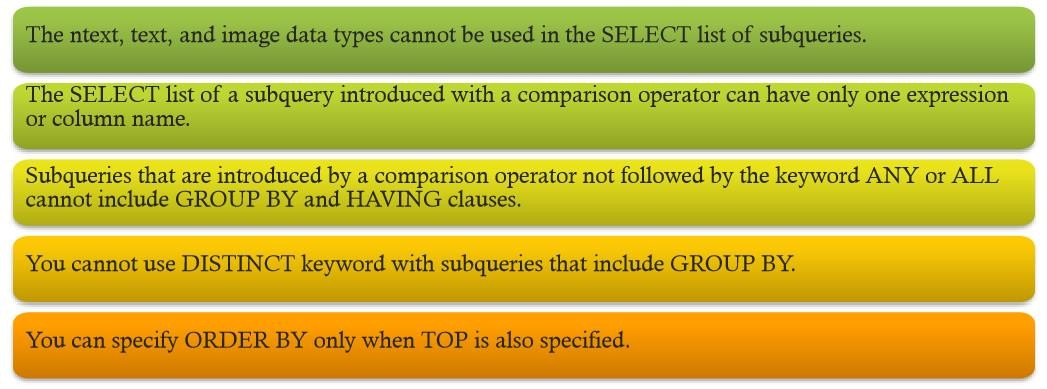 The ntext, text, and image data types cannot be used in the SELECT list of subqueries.
The SELECT list of a subquery introduced with a comparison operator can have only one expression
or column name.
Subqueries that are introduced by a comparison operator not followed by the keyword ANY or ALL
cannot include GROUP BY and HAVING clauses.
You cannot use DISTINCT keyword with subqueries that include GROUP BY.
You can specify ORDER BY only when TOP is also specified.